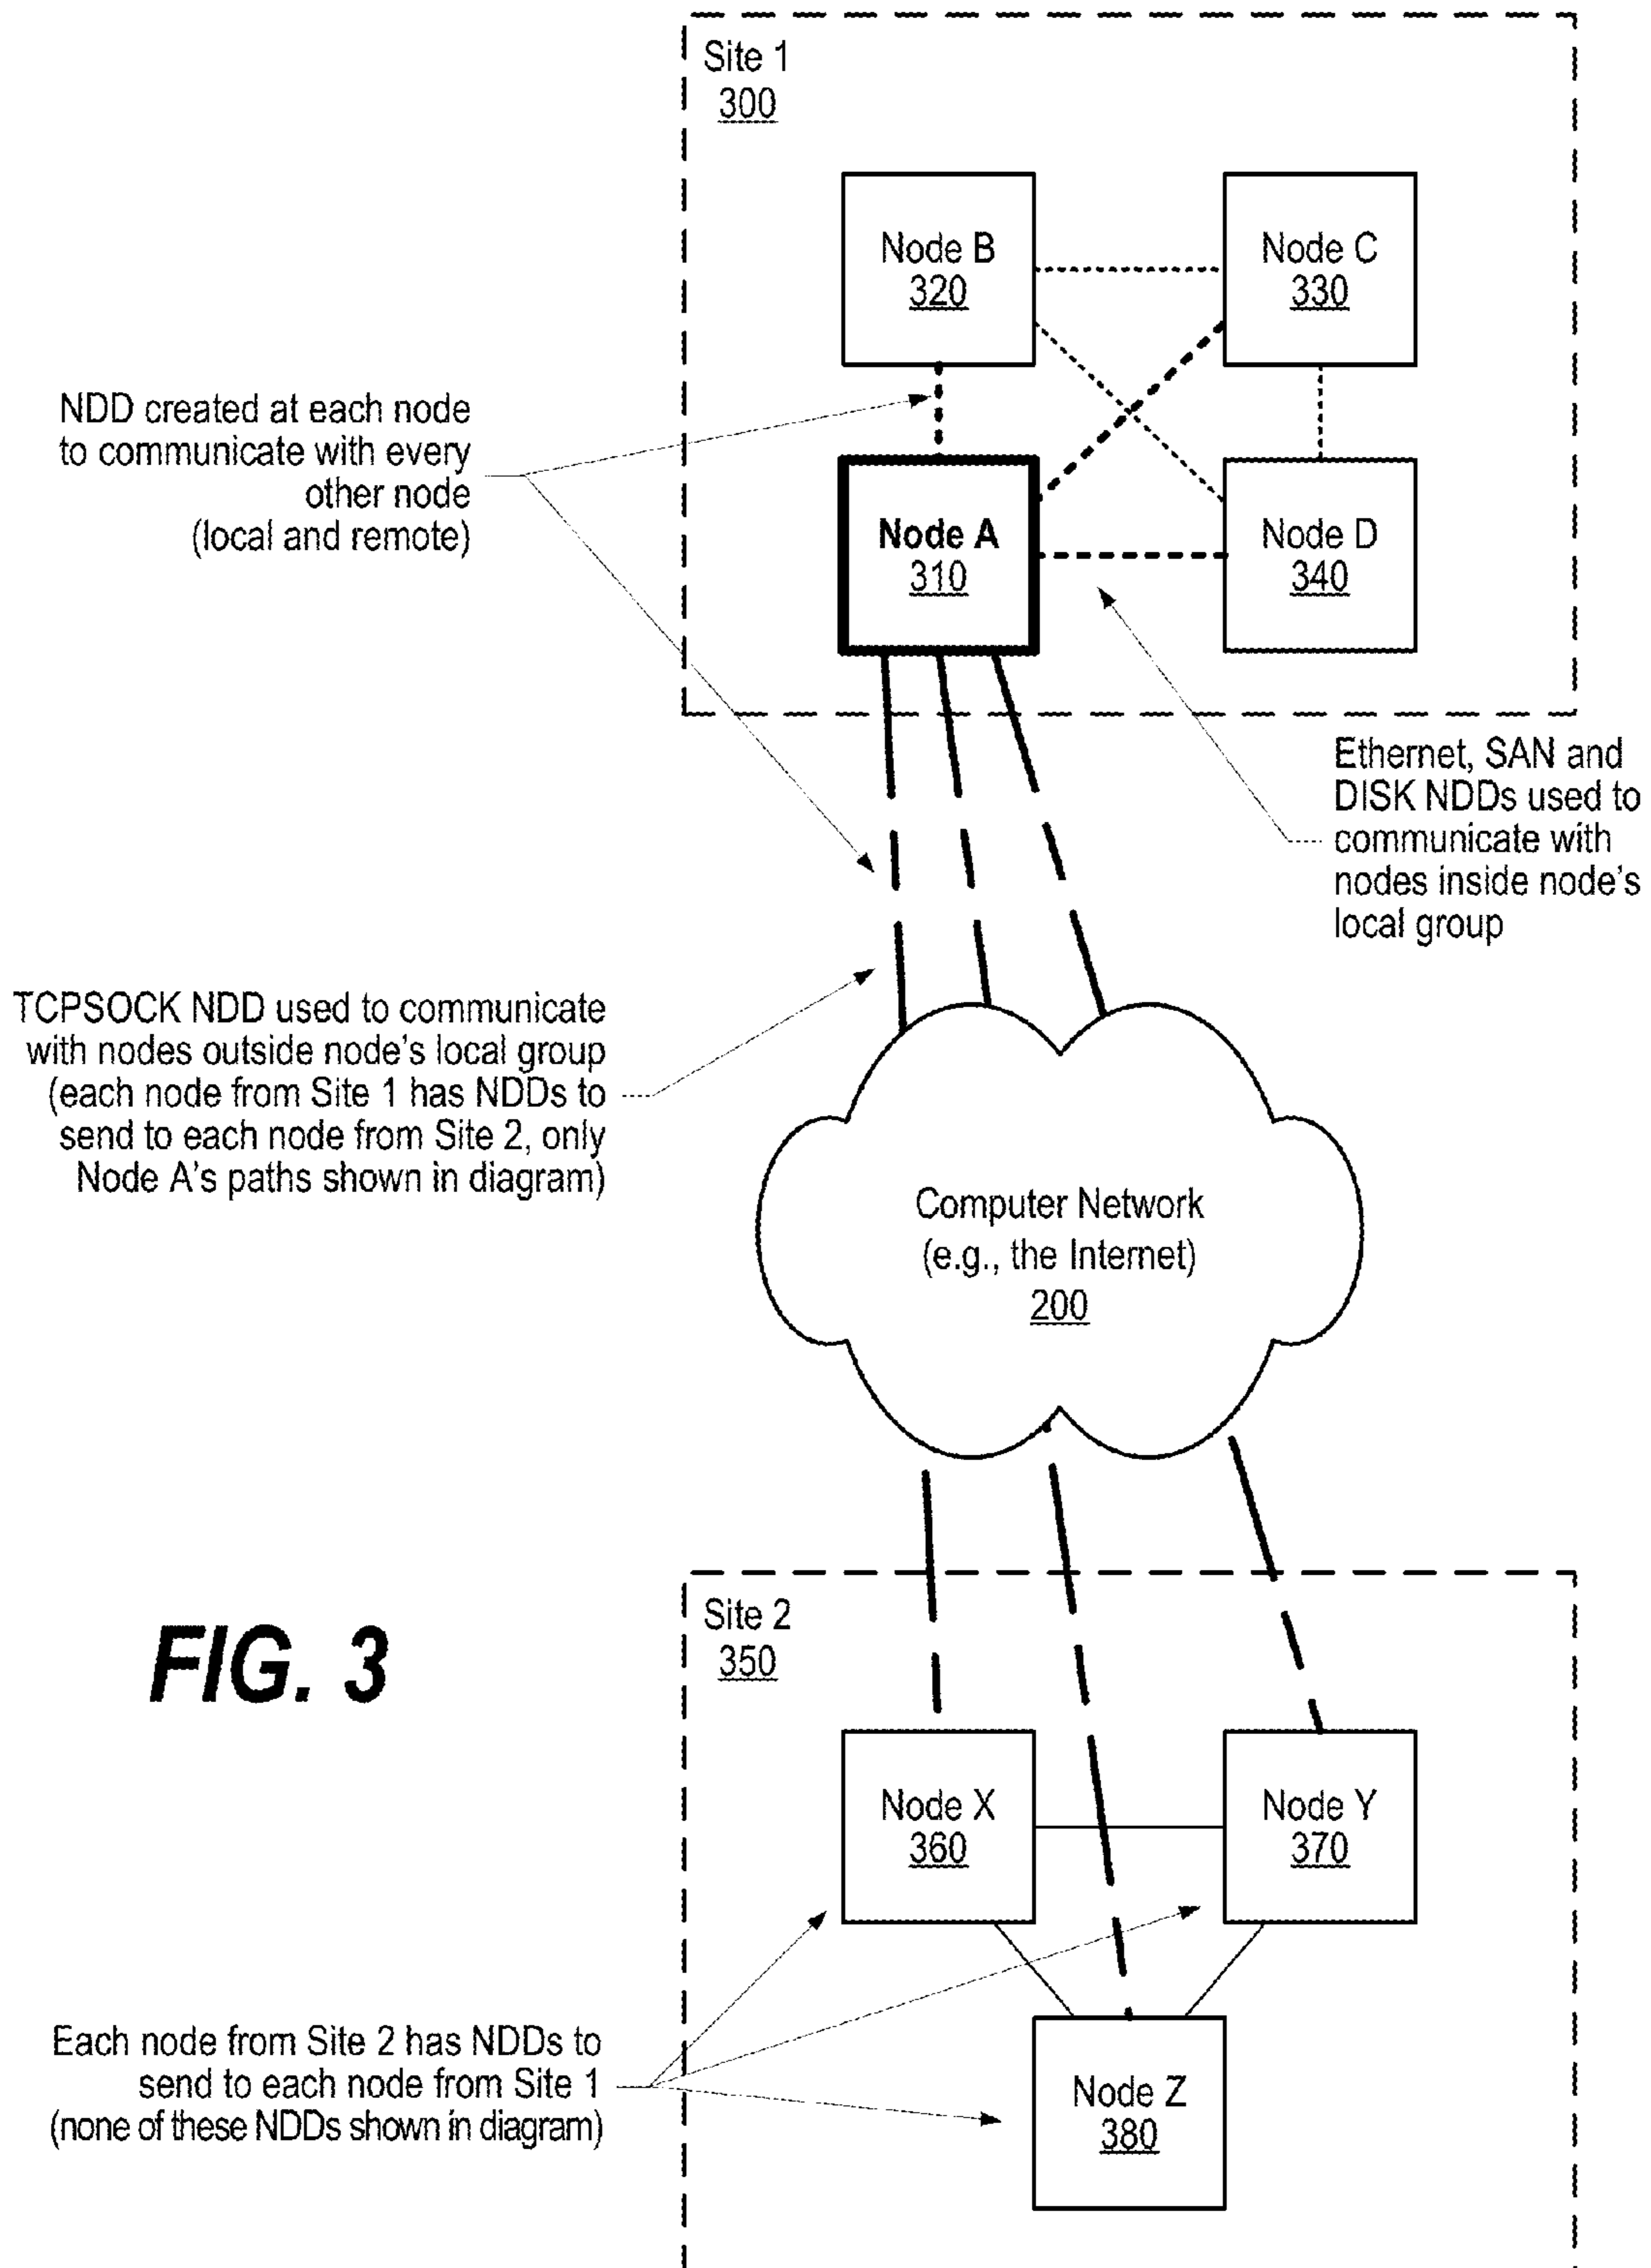 Site 1
300
Node B
320
Node C
330
NDD created at each node
to communicate with every
other node
(local and remote)
Node A
310
Node D
340
Ethernet, SAN and
DISK NDDs used to
communicate with
nodes inside node's
local group
TCPSOCK NDD used to communicate
with nodes outside node's local group
(each node from Site 1 has NDDs to
send to each node from Site 2, only
Node A's paths shown in diagram)
Computer Network
(e.g., the Internet)
200
FIG. 3
Site 2
350
Node X
360
Node Y
370
Each node from Site 2 has NDDs to
send to each node from Site 1
(none of these NDDs shown in diagram)
Node Z
380